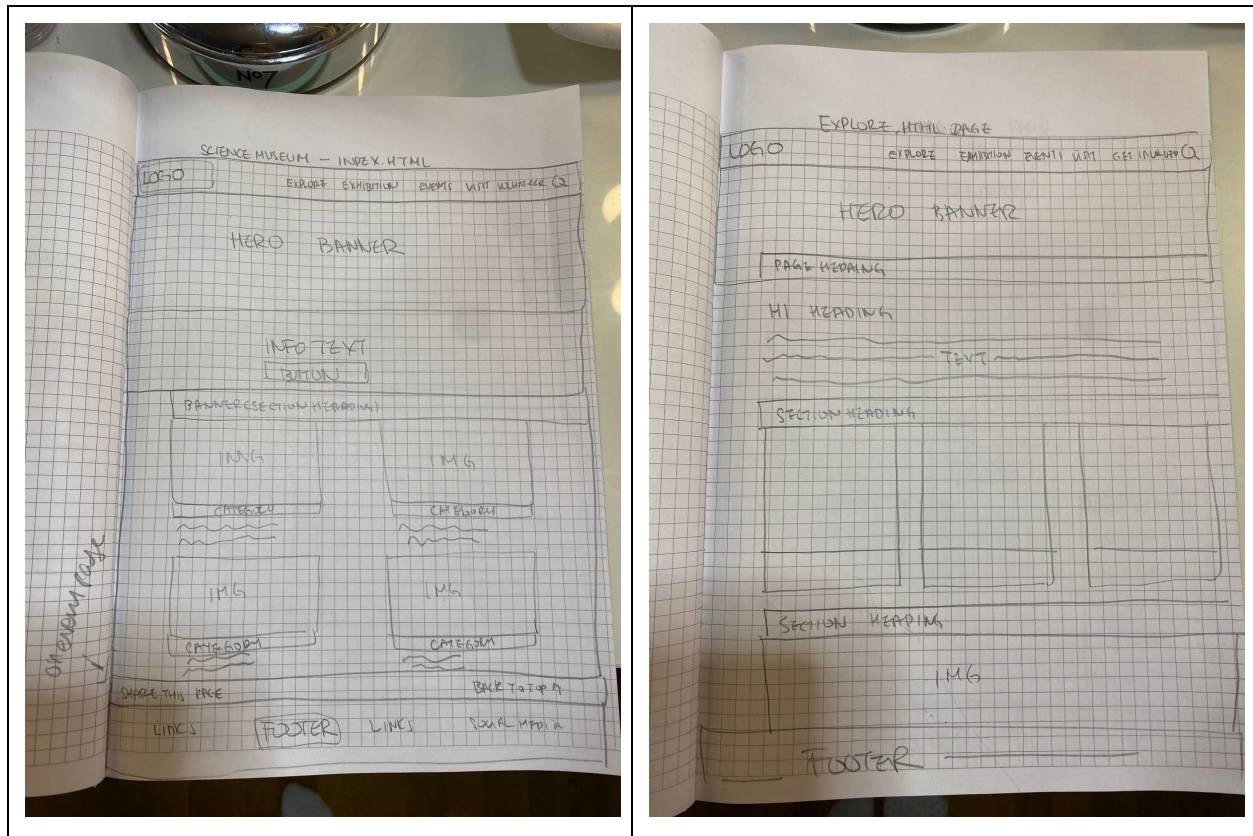 No7
SCIENCE MUSEUM – INDEX.HTML
LOGO
EXPLORE EXHIBITION EVENTS VISIT VOLUNTEER
HERO BANNER
INFO TEXT
BUTTON
BANNER (SECTION HEADING)
IMG IMG
CATEGORY CATEGORY
IMG IMG
CATEGORY CATEGORY
on every page
SHARE THIS PAGE BACK TO TOP ↑
LINKS FOOTER LINKS SOCIAL MEDIA
EXPLORE.HTML PAGE
LOGO
EXPLORE EXHIBITION EVENTS VISIT GET INVOLVED
HERO BANNER
PAGE HEDAING
H1 HEADING
TEXT
SECTION HEADING
SECTION HEADING
IMG
FOOTER